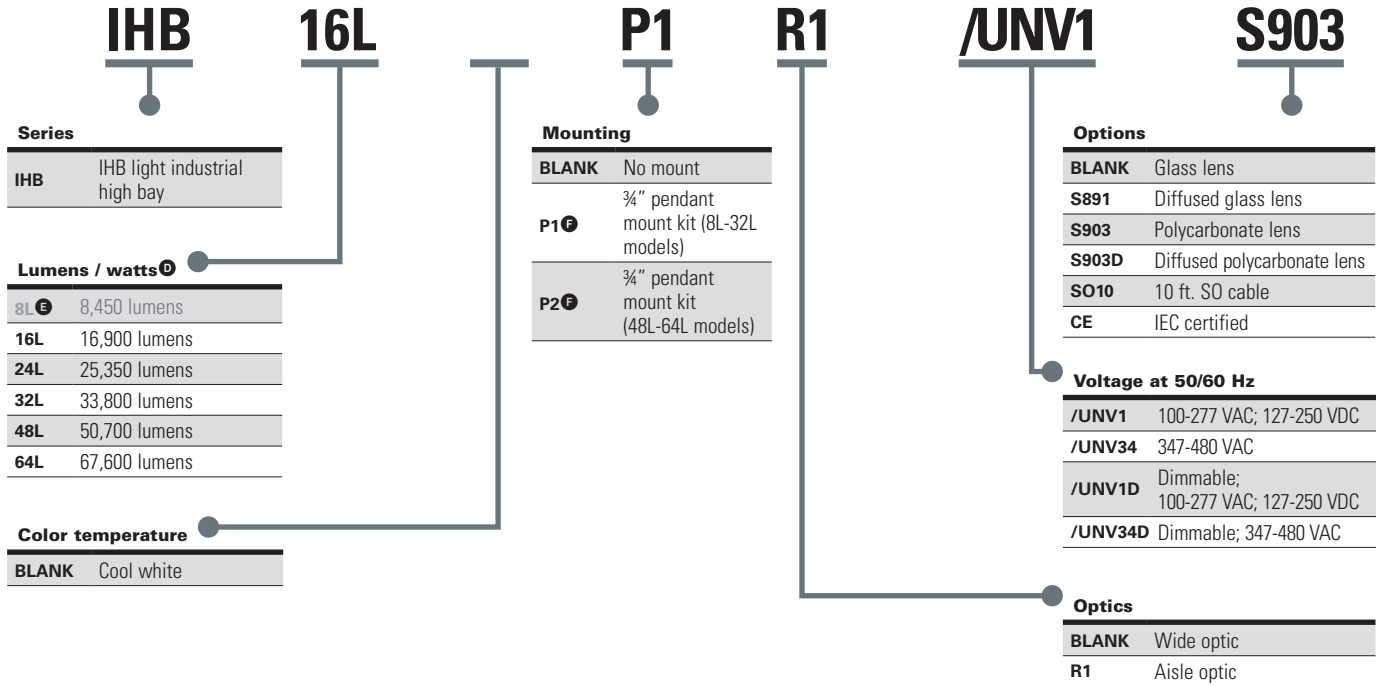 IHB 16L P1 R1 /UNV1 S903
Series
IHB IHB light industrial
high bay
Lumens / wattsD
8LE 8,450 lumens
16L 16,900 lumens
24L 25,350 lumens
32L 33,800 lumens
48L 50,700 lumens
64L 67,600 lumens
Color temperature
BLANK Cool white
Mounting
BLANK No mount
P1F ¾” pendant
mount kit (8L-32L
models)
P2F ¾” pendant
mount kit
(48L-64L models)
Options
BLANK Glass lens
S891 Diffused glass lens
S903 Polycarbonate lens
S903D Diffused polycarbonate lens
SO10 10 ft. SO cable
CE IEC certified
Voltage at 50/60 Hz
/UNV1 100-277 VAC; 127-250 VDC
/UNV34 347-480 VAC
/UNV1D Dimmable;
100-277 VAC; 127-250 VDC
/UNV34D Dimmable; 347-480 VAC
Optics
BLANK Wide optic
R1 Aisle optic